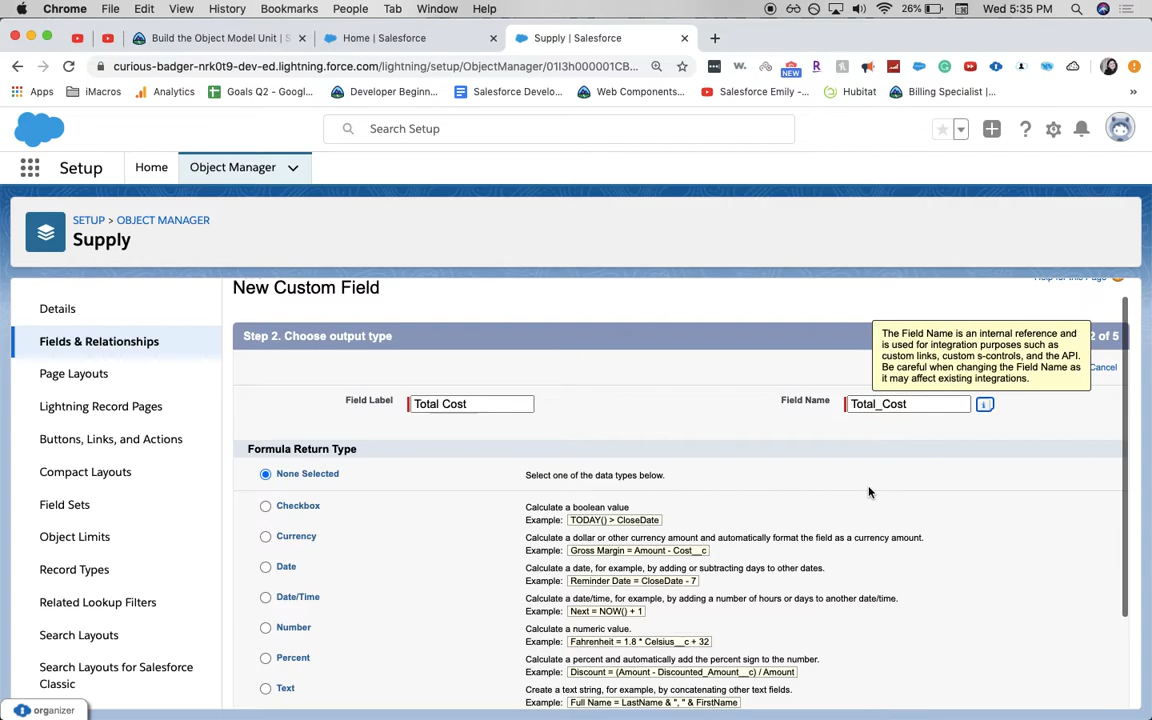 Chrome File Edit View History Bookmarks People Tab Window Help 26% Wed 5:35 PM
Build the Object Model Unit | S Home | Salesforce Supply | Salesforce
curious-badger-nrk0t9-dev-ed.lightning.force.com/lightning/setup/ObjectManager/01I3h000001CB... NEW
Apps iMacros Analytics Goals Q2 - Googl... Developer Beginn... Salesforce Develo... Web Components... Salesforce Emily -... Hubitat Billing Specialist |... »
Search Setup
Setup Home Object Manager
SETUP > OBJECT MANAGER
Supply
Details
Fields & Relationships
Page Layouts
Lightning Record Pages
Buttons, Links, and Actions
Compact Layouts
Field Sets
Object Limits
Record Types
Related Lookup Filters
Search Layouts
Search Layouts for Salesforce
Classic
organizer
New Custom Field
Step 2. Choose output type
2 of 5
Cancel
The Field Name is an internal reference and
is used for integration purposes such as
custom links, custom s-controls, and the API.
Be careful when changing the Field Name as
it may affect existing integrations.
Field Label Total Cost Field Name Total_Cost i
Formula Return Type
None Selected Select one of the data types below.
Checkbox Calculate a boolean value
Example: TODAY() > CloseDate
Currency Calculate a dollar or other currency amount and automatically format the field as a currency amount.
Example: Gross Margin = Amount - Cost__c
Date Calculate a date, for example, by adding or subtracting days to other dates.
Example: Reminder Date = CloseDate - 7
Date/Time Calculate a date/time, for example, by adding a number of hours or days to another date/time.
Example: Next = NOW() + 1
Number Calculate a numeric value.
Example: Fahrenheit = 1.8 * Celsius__c + 32
Percent Calculate a percent and automatically add the percent sign to the number.
Example: Discount = (Amount - Discounted_Amount__c) / Amount
Text Create a text string, for example, by concatenating other text fields.
Example: Full Name = LastName & ", " & FirstName